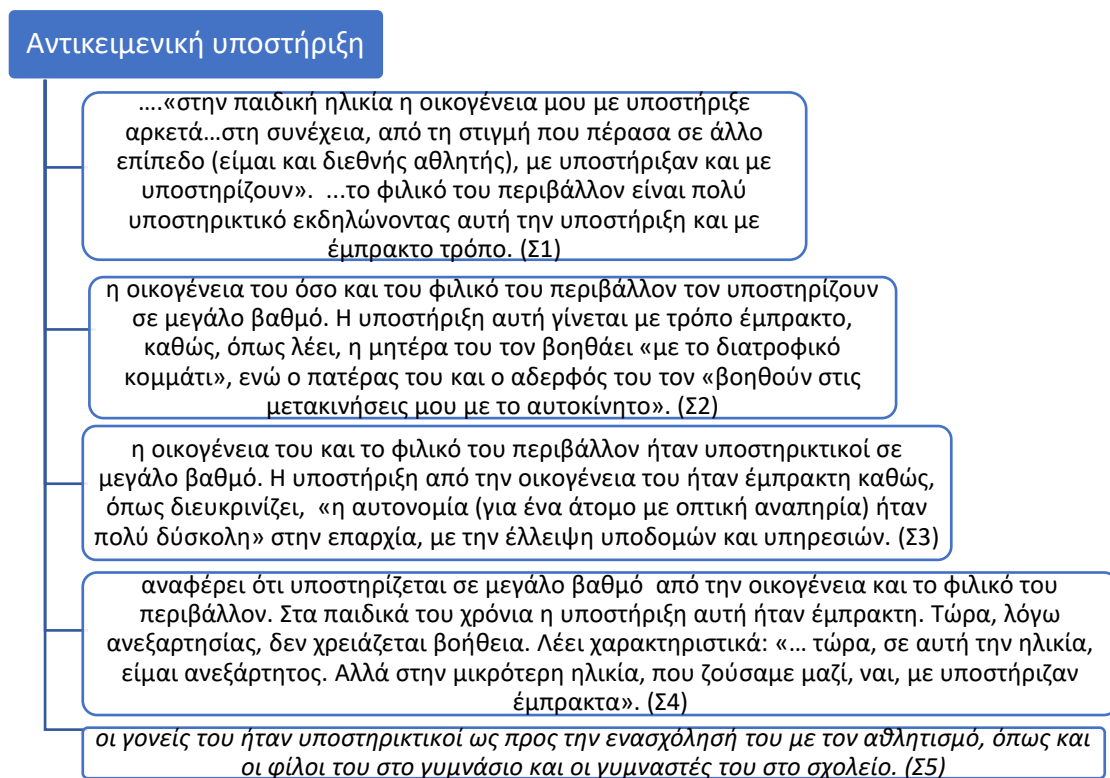 Αντικειμενική υποστήριξη
....«στην παιδική ηλικία η οικογένεια μου με υποστήριξε
αρκετά...στη συνέχεια, από τη στιγμή που πέρασα σε άλλο
επίπεδο (είμαι και διεθνής αθλητής), με υποστήριξαν και με
υποστηρίζουν». ...το φιλικό του περιβάλλον είναι πολύ
υποστηρικτικό εκδηλώνοντας αυτή την υποστήριξη και με
έμπρακτο τρόπο. (Σ1)
η οικογένεια του όσο και του φιλικό του περιβάλλον τον υποστηρίζουν
σε μεγάλο βαθμό. Η υποστήριξη αυτή γίνεται με τρόπο έμπρακτο,
καθώς, όπως λέει, η μητέρα του τον βοηθάει «με το διατροφικό
κομμάτι», ενώ ο πατέρας του και ο αδερφός του τον «βοηθούν στις
μετακινήσεις μου με το αυτοκίνητο». (Σ2)
η οικογένεια του και το φιλικό του περιβάλλον ήταν υποστηρικτικοί σε
μεγάλο βαθμό. Η υποστήριξη από την οικογένεια του ήταν έμπρακτη καθώς,
όπως διευκρινίζει, «η αυτονομία (για ένα άτομο με οπτική αναπηρία) ήταν
πολύ δύσκολη» στην επαρχία, με την έλλειψη υποδομών και υπηρεσιών. (Σ3)
αναφέρει ότι υποστηρίζεται σε μεγάλο βαθμό από την οικογένεια και το φιλικό του
περιβάλλον. Στα παιδικά του χρόνια η υποστήριξη αυτή ήταν έμπρακτη. Τώρα, λόγω
ανεξαρτησίας, δεν χρειάζεται βοήθεια. Λέει χαρακτηριστικά: «... τώρα, σε αυτή την ηλικία,
είμαι ανεξάρτητος. Αλλά στην μικρότερη ηλικία, που ζούσαμε μαζί, ναι, με υποστήριζαν
έμπρακτα». (Σ4)
οι γονείς του ήταν υποστηρικτικοί ως προς την ενασχόλησή του με τον αθλητισμό, όπως και
οι φίλοι του στο γυμνάσιο και οι γυμναστές του στο σχολείο. (Σ5)